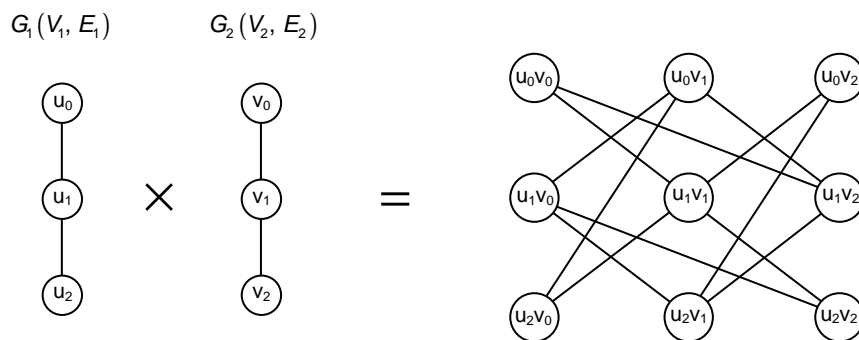 G₁(V₁, E₁) G₂(V₂, E₂)
u₀ v₀ u₀v₀ u₀v₁ u₀v₂
u₁ × v₁ = u₁v₀ u₁v₁ u₁v₂
u₂ v₂ u₂v₀ u₂v₁ u₂v₂